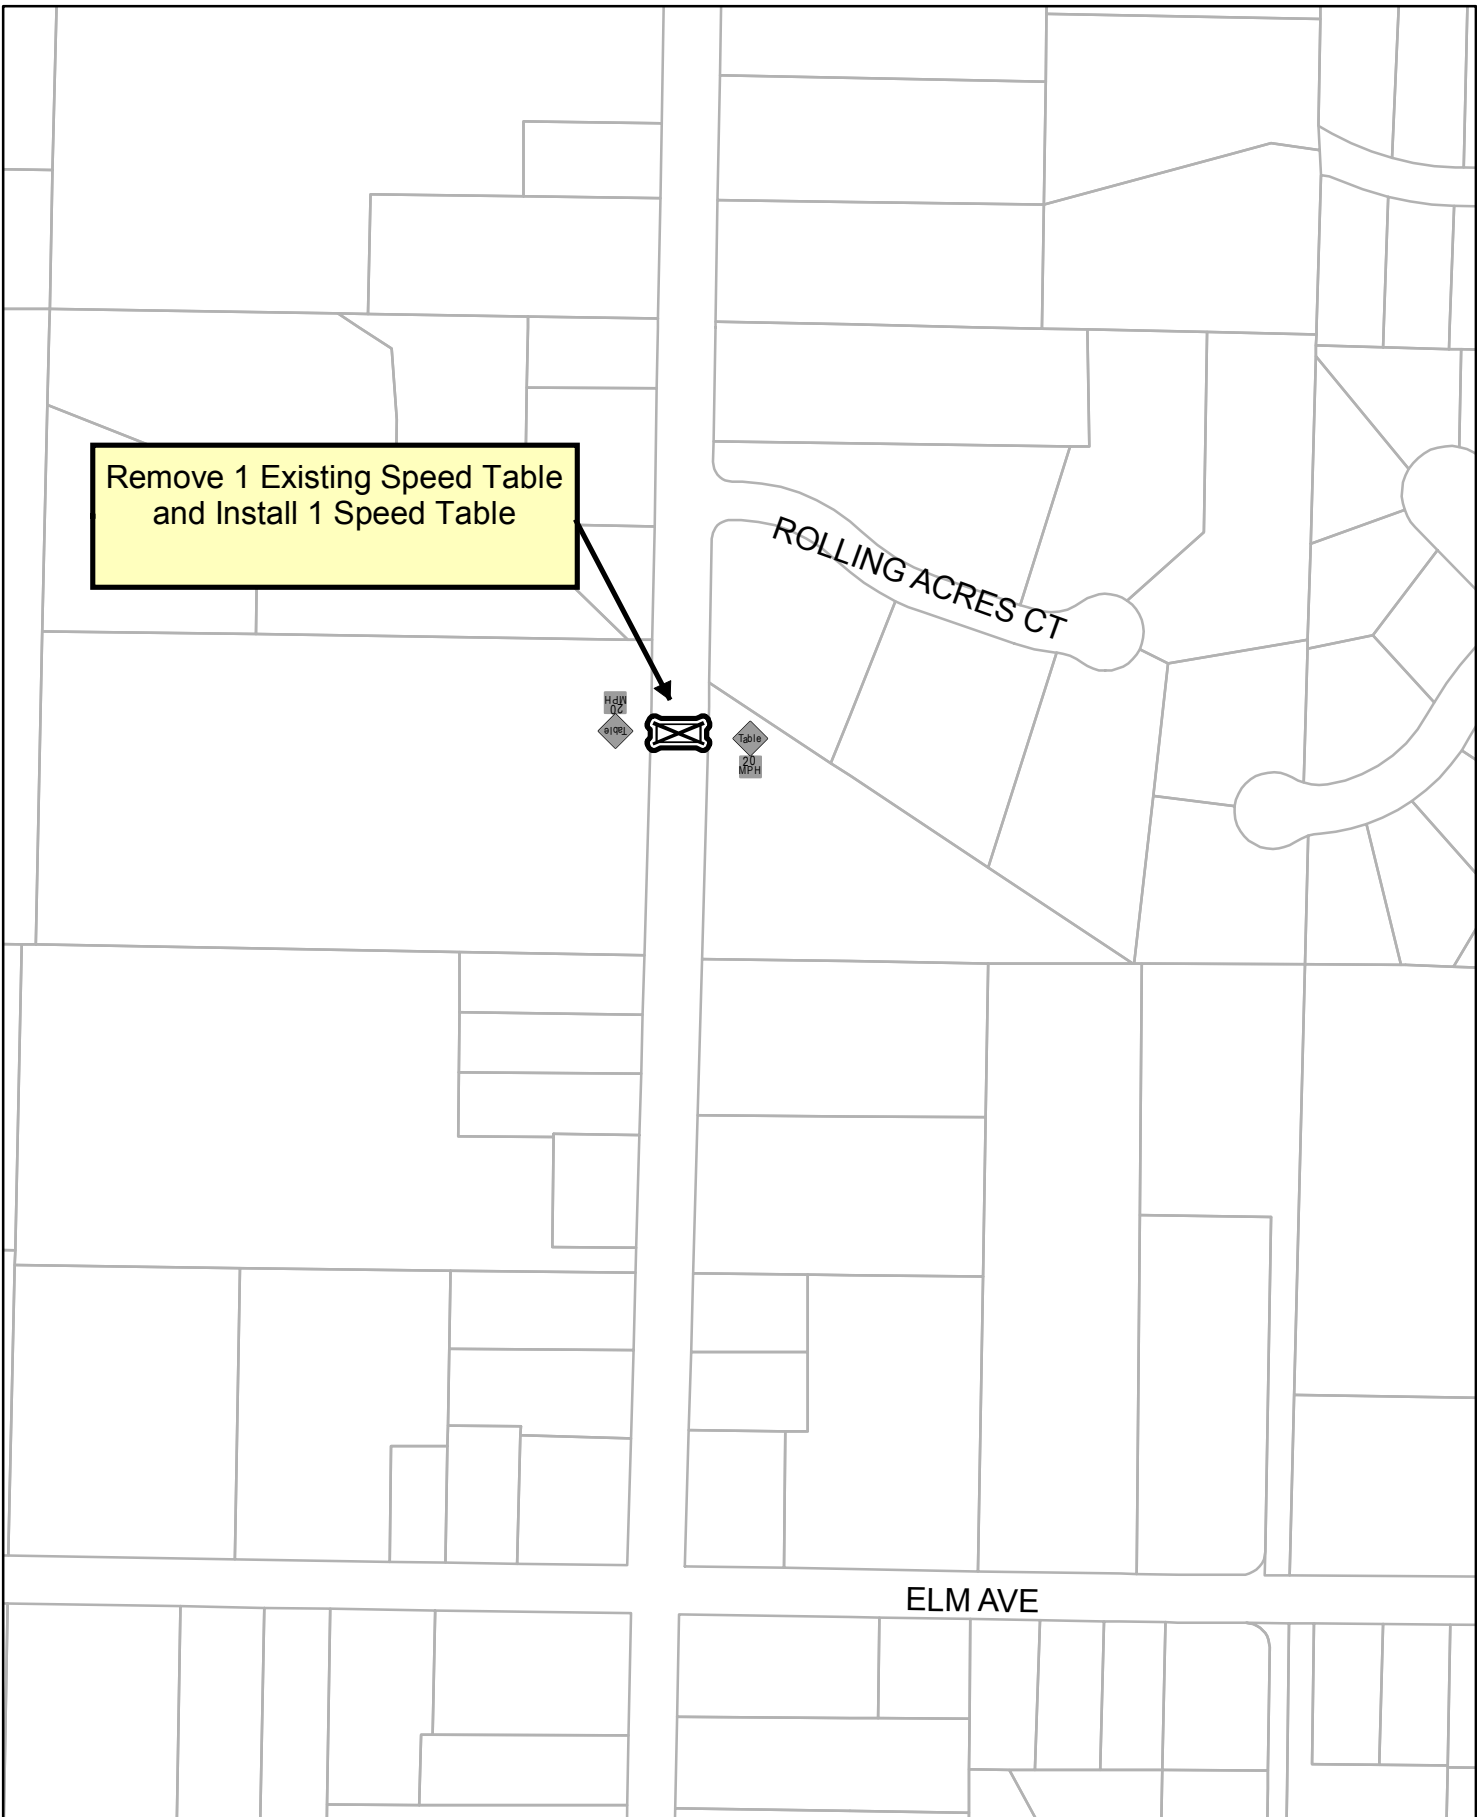 Remove 1 Existing Speed Table
and Install 1 Speed Table
ROLLING ACRES CT
MPH
20
Table
Table
20
MPH
ELM AVE